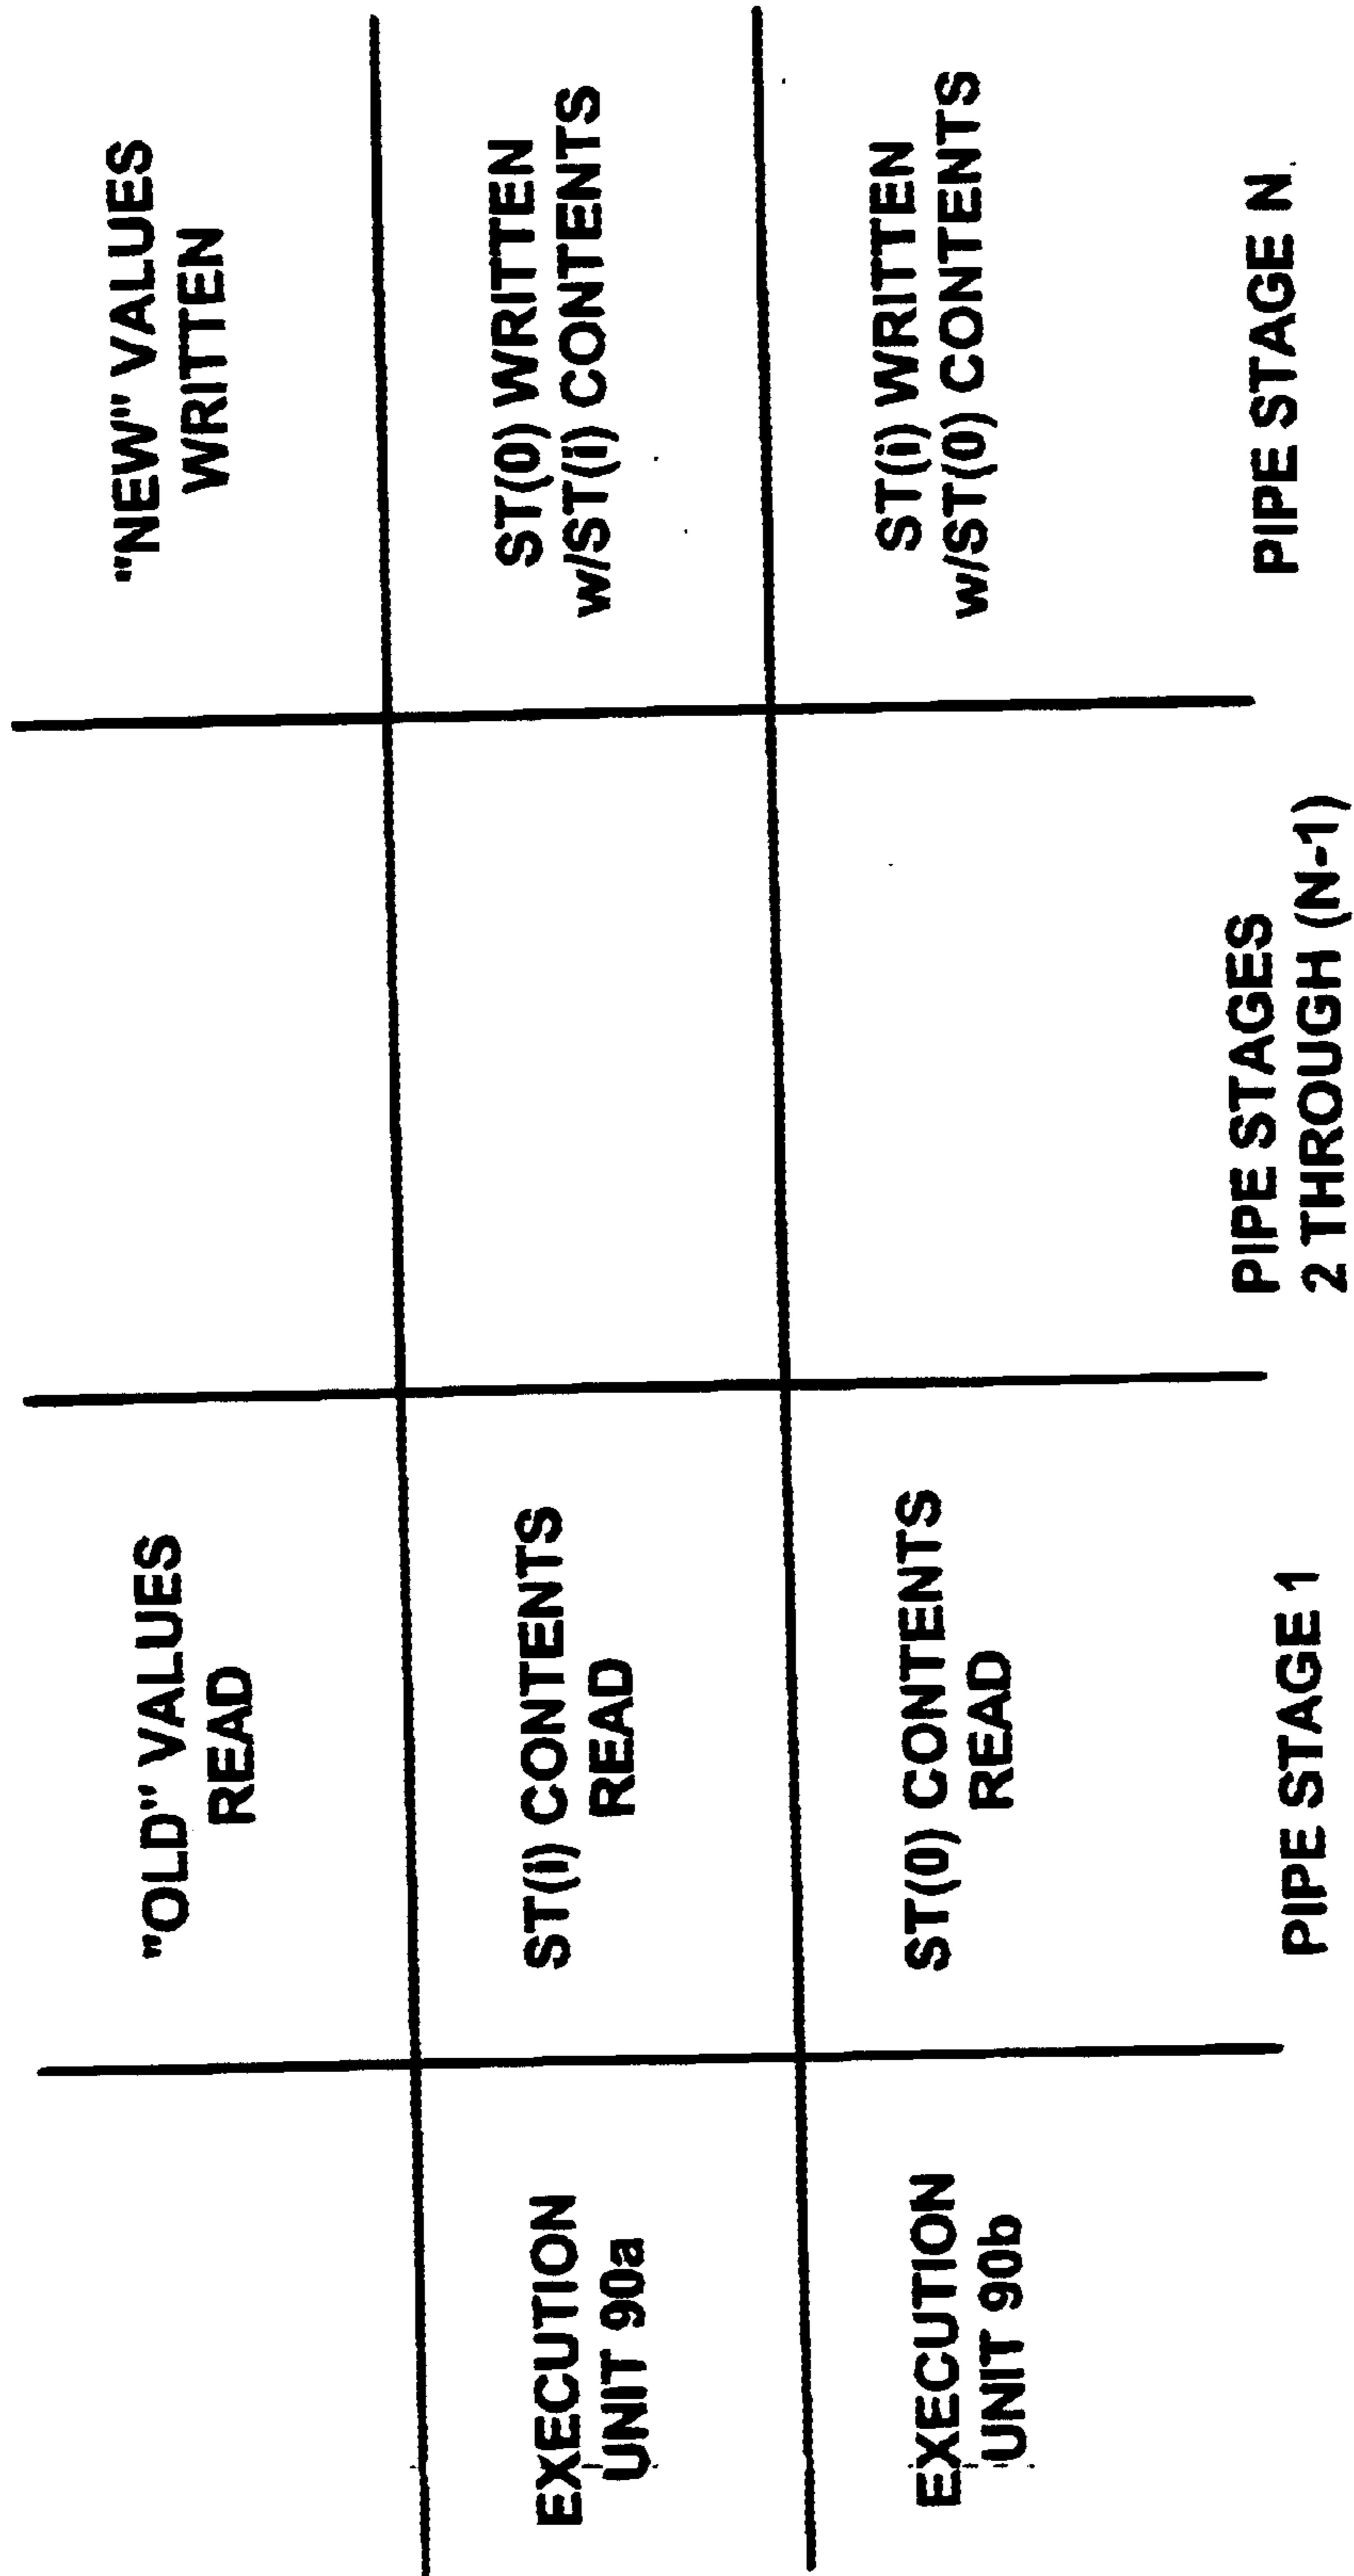 "OLD" VALUES
READ
"NEW" VALUES
WRITTEN
EXECUTION
UNIT 90a
ST(i) CONTENTS
READ
ST(0) WRITTEN
w/ST(i) CONTENTS
EXECUTION
UNIT 90b
ST(0) CONTENTS
READ
ST(i) WRITTEN
w/ST(0) CONTENTS
PIPE STAGE 1
PIPE STAGES
2 THROUGH (N-1)
PIPE STAGE N